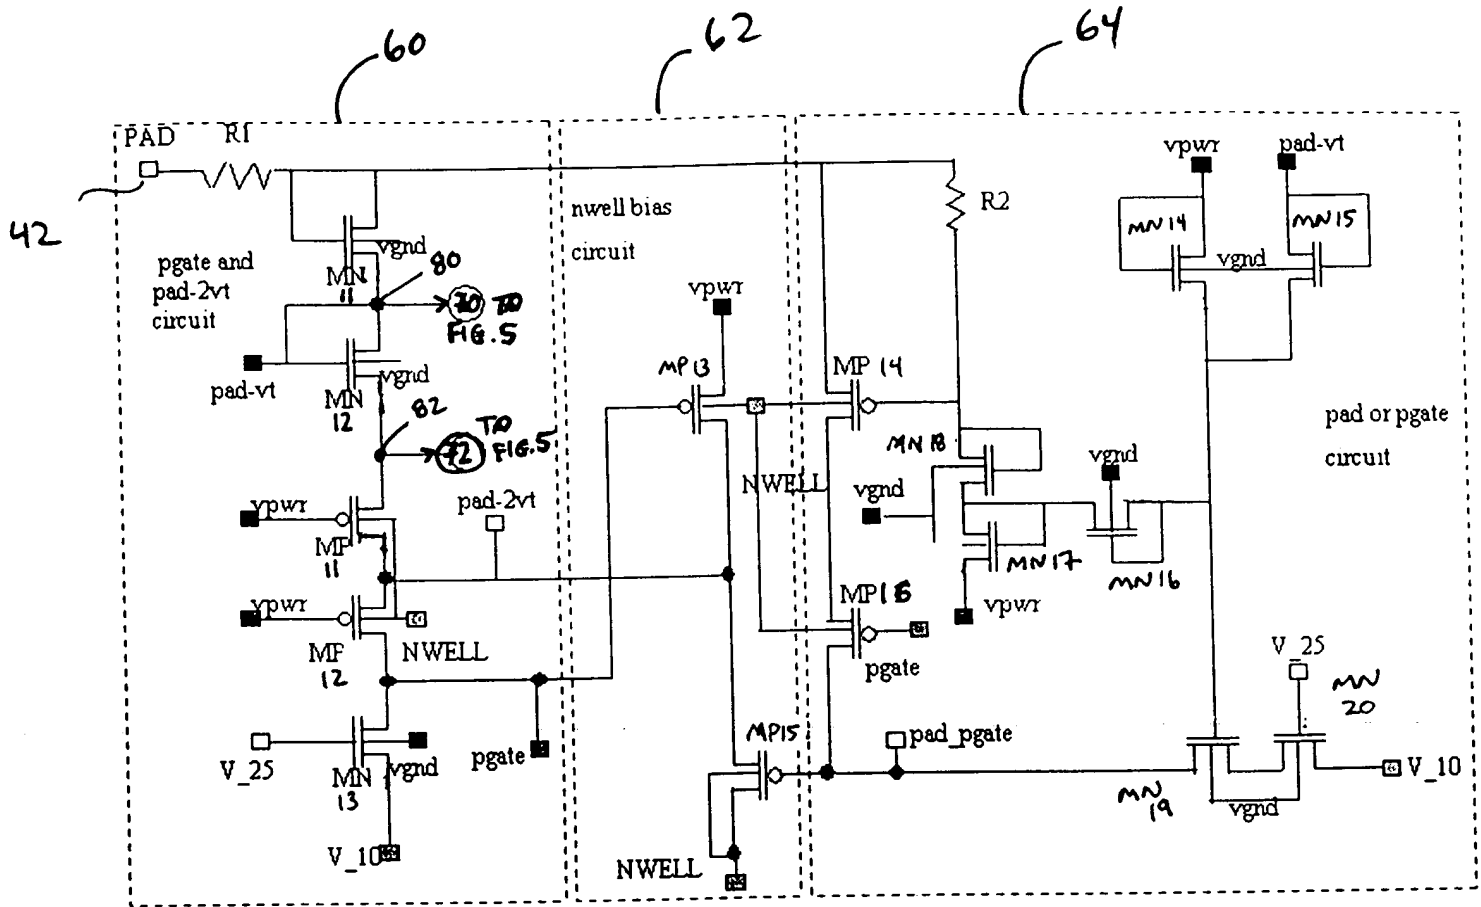 60
62
64
PAD
R1
42
vgnd
MN
11
pgate and
pad-2vt
circuit
80
70 TO
FIG. 5
pad-vt
vgnd
MN
12
82
TO
72 FIG. 5
vpwr
MP
11
pad-2vt
vpwr
MP
12
NWELL
V_25
MN
13
vgnd
pgate
V_10
nwell bias
circuit
vpwr
MP13
MP 14
NWELL
MP15
NWELL
R2
vpwr
pad-vt
MN14
MN15
vgnd
pad or pgate
circuit
MN18
vgnd
vgnd
MN17
MN16
vpwr
pgate
pad_pgate
V_25
MN
20
MN
19
vgnd
V_10